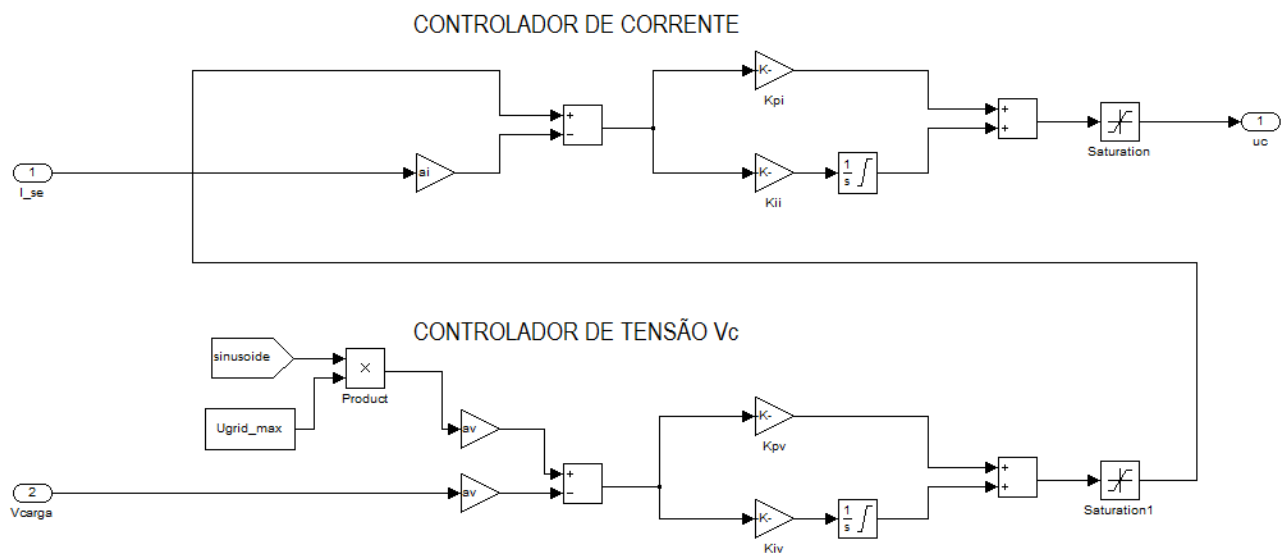 CONTROLADOR DE CORRENTE
K-
Kpi
+
−
+
+
1
I_se
ai
K-
Kii
1
s
Saturation
1
uc
CONTROLADOR DE TENSÃO Vc
sinusoide
×
Product
Ugrid_max
av
K-
Kpv
+
−
+
+
2
Vcarga
av
K-
Kiv
1
s
Saturation1